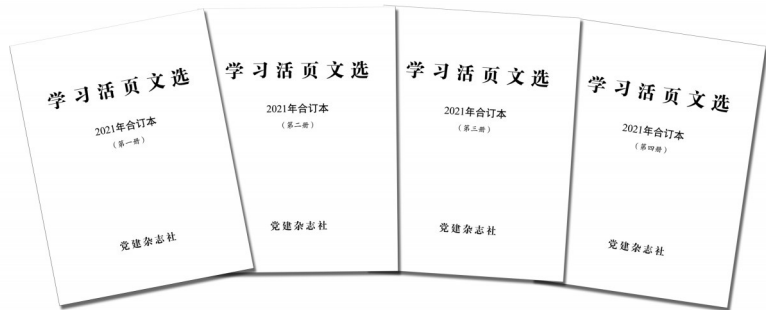 学习活页文选
2021年合订本
（第一册）
党建杂志社
学习活页文选
2021年合订本
（第二册）
党建杂志社
学习活页文选
2021年合订本
（第三册）
党建杂志社
学习活页文选
2021年合订本
（第四册）
党建杂志社